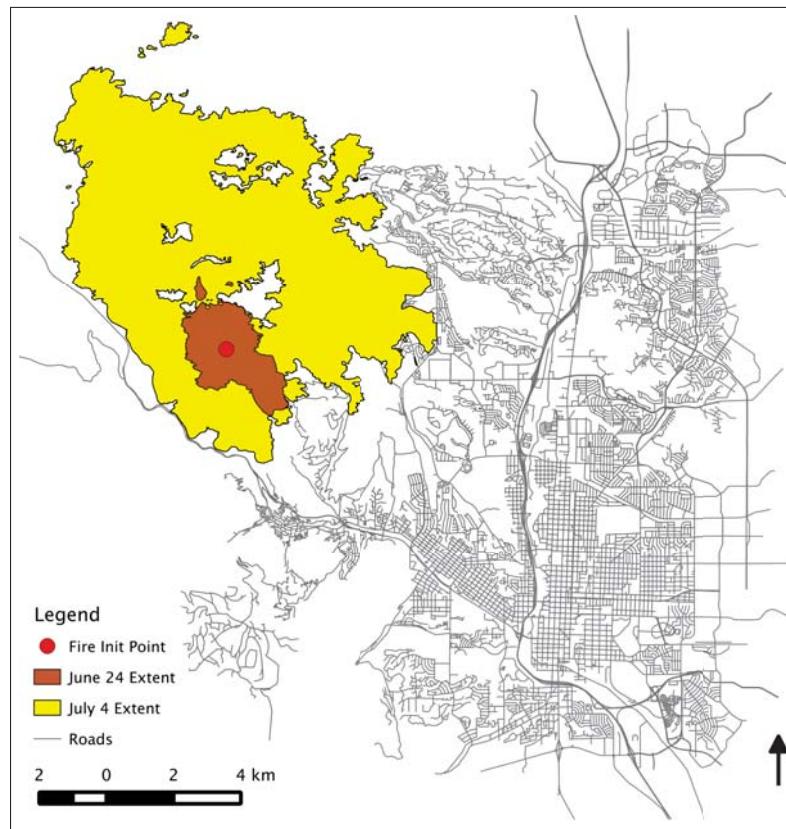 Legend
Fire Init Point
June 24 Extent
July 4 Extent
Roads
2 0 2 4 km